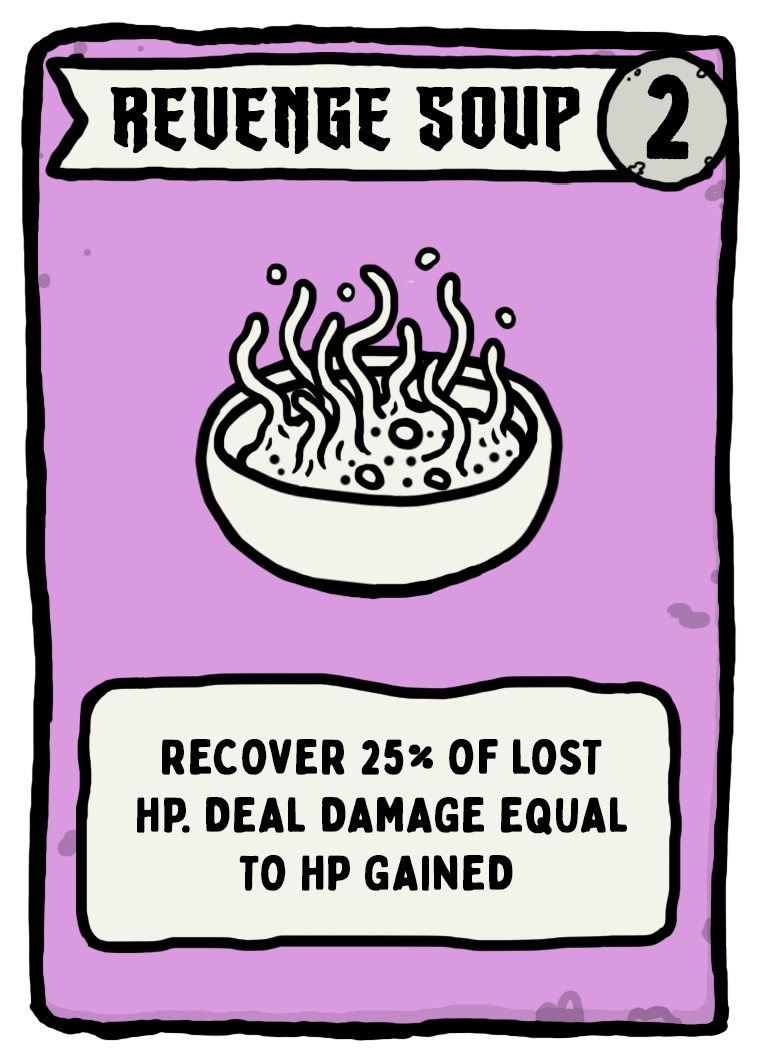 REVENGE SOUP
2
RECOVER 25% OF LOST
HP. DEAL DAMAGE EQUAL
TO HP GAINED